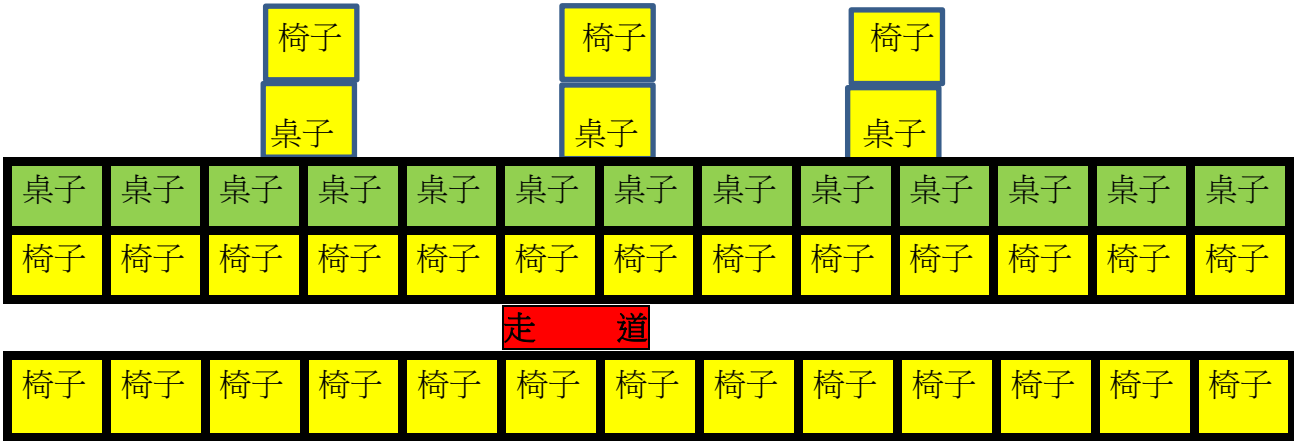 椅子 椅子 椅子
桌子 桌子 桌子
桌子 桌子 桌子 桌子 桌子 桌子 桌子 桌子 桌子 桌子 桌子 桌子 桌子
椅子 椅子 椅子 椅子 椅子 椅子 椅子 椅子 椅子 椅子 椅子 椅子 椅子
走 道
椅子 椅子 椅子 椅子 椅子 椅子 椅子 椅子 椅子 椅子 椅子 椅子 椅子